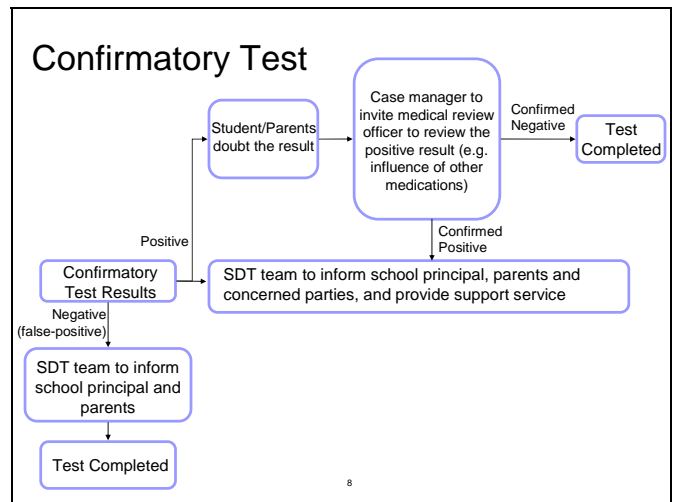 Confirmatory Test
Student/Parents
doubt the result
Case manager to
invite medical review
officer to review the
positive result (e.g.
influence of other
medications)
Confirmed
Negative
Test
Completed
Positive
Confirmed
Positive
Confirmatory
Test Results
SDT team to inform school principal, parents and
concerned parties, and provide support service
Negative
(false-positive)
SDT team to inform
school principal and
parents
Test Completed
8